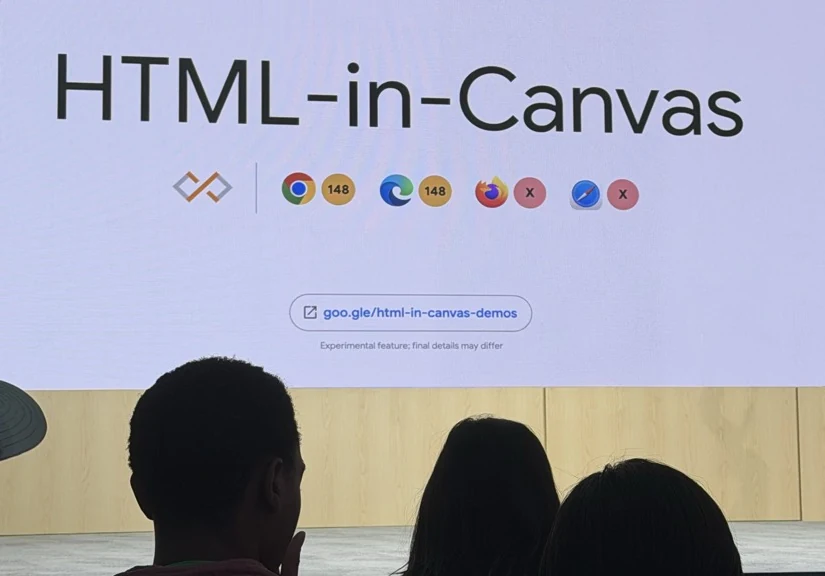 HTML-in-Canvas
148 148 X X
goo.gle/html-in-canvas-demos
Experimental feature; final details may differ